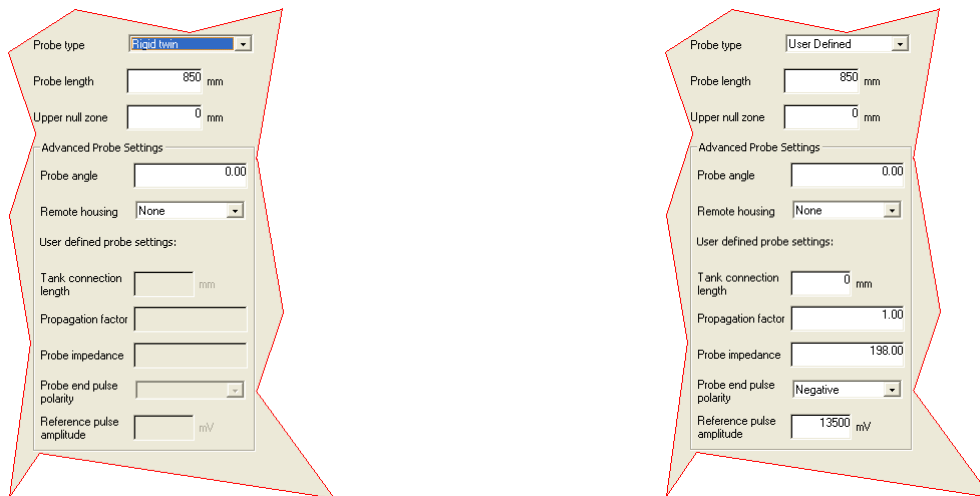 Probe type Rigid twin
Probe length 850 mm
Upper null zone 0 mm
Advanced Probe Settings
Probe angle 0.00
Remote housing None
User defined probe settings:
Tank connection
length mm
Propagation factor
Probe impedance
Probe end pulse
polarity
Reference pulse
amplitude mV
Probe type User Defined
Probe length 850 mm
Upper null zone 0 mm
Advanced Probe Settings
Probe angle 0.00
Remote housing None
User defined probe settings:
Tank connection
length 0 mm
Propagation factor 1.00
Probe impedance 198.00
Probe end pulse
polarity Negative
Reference pulse
amplitude 13500 mV